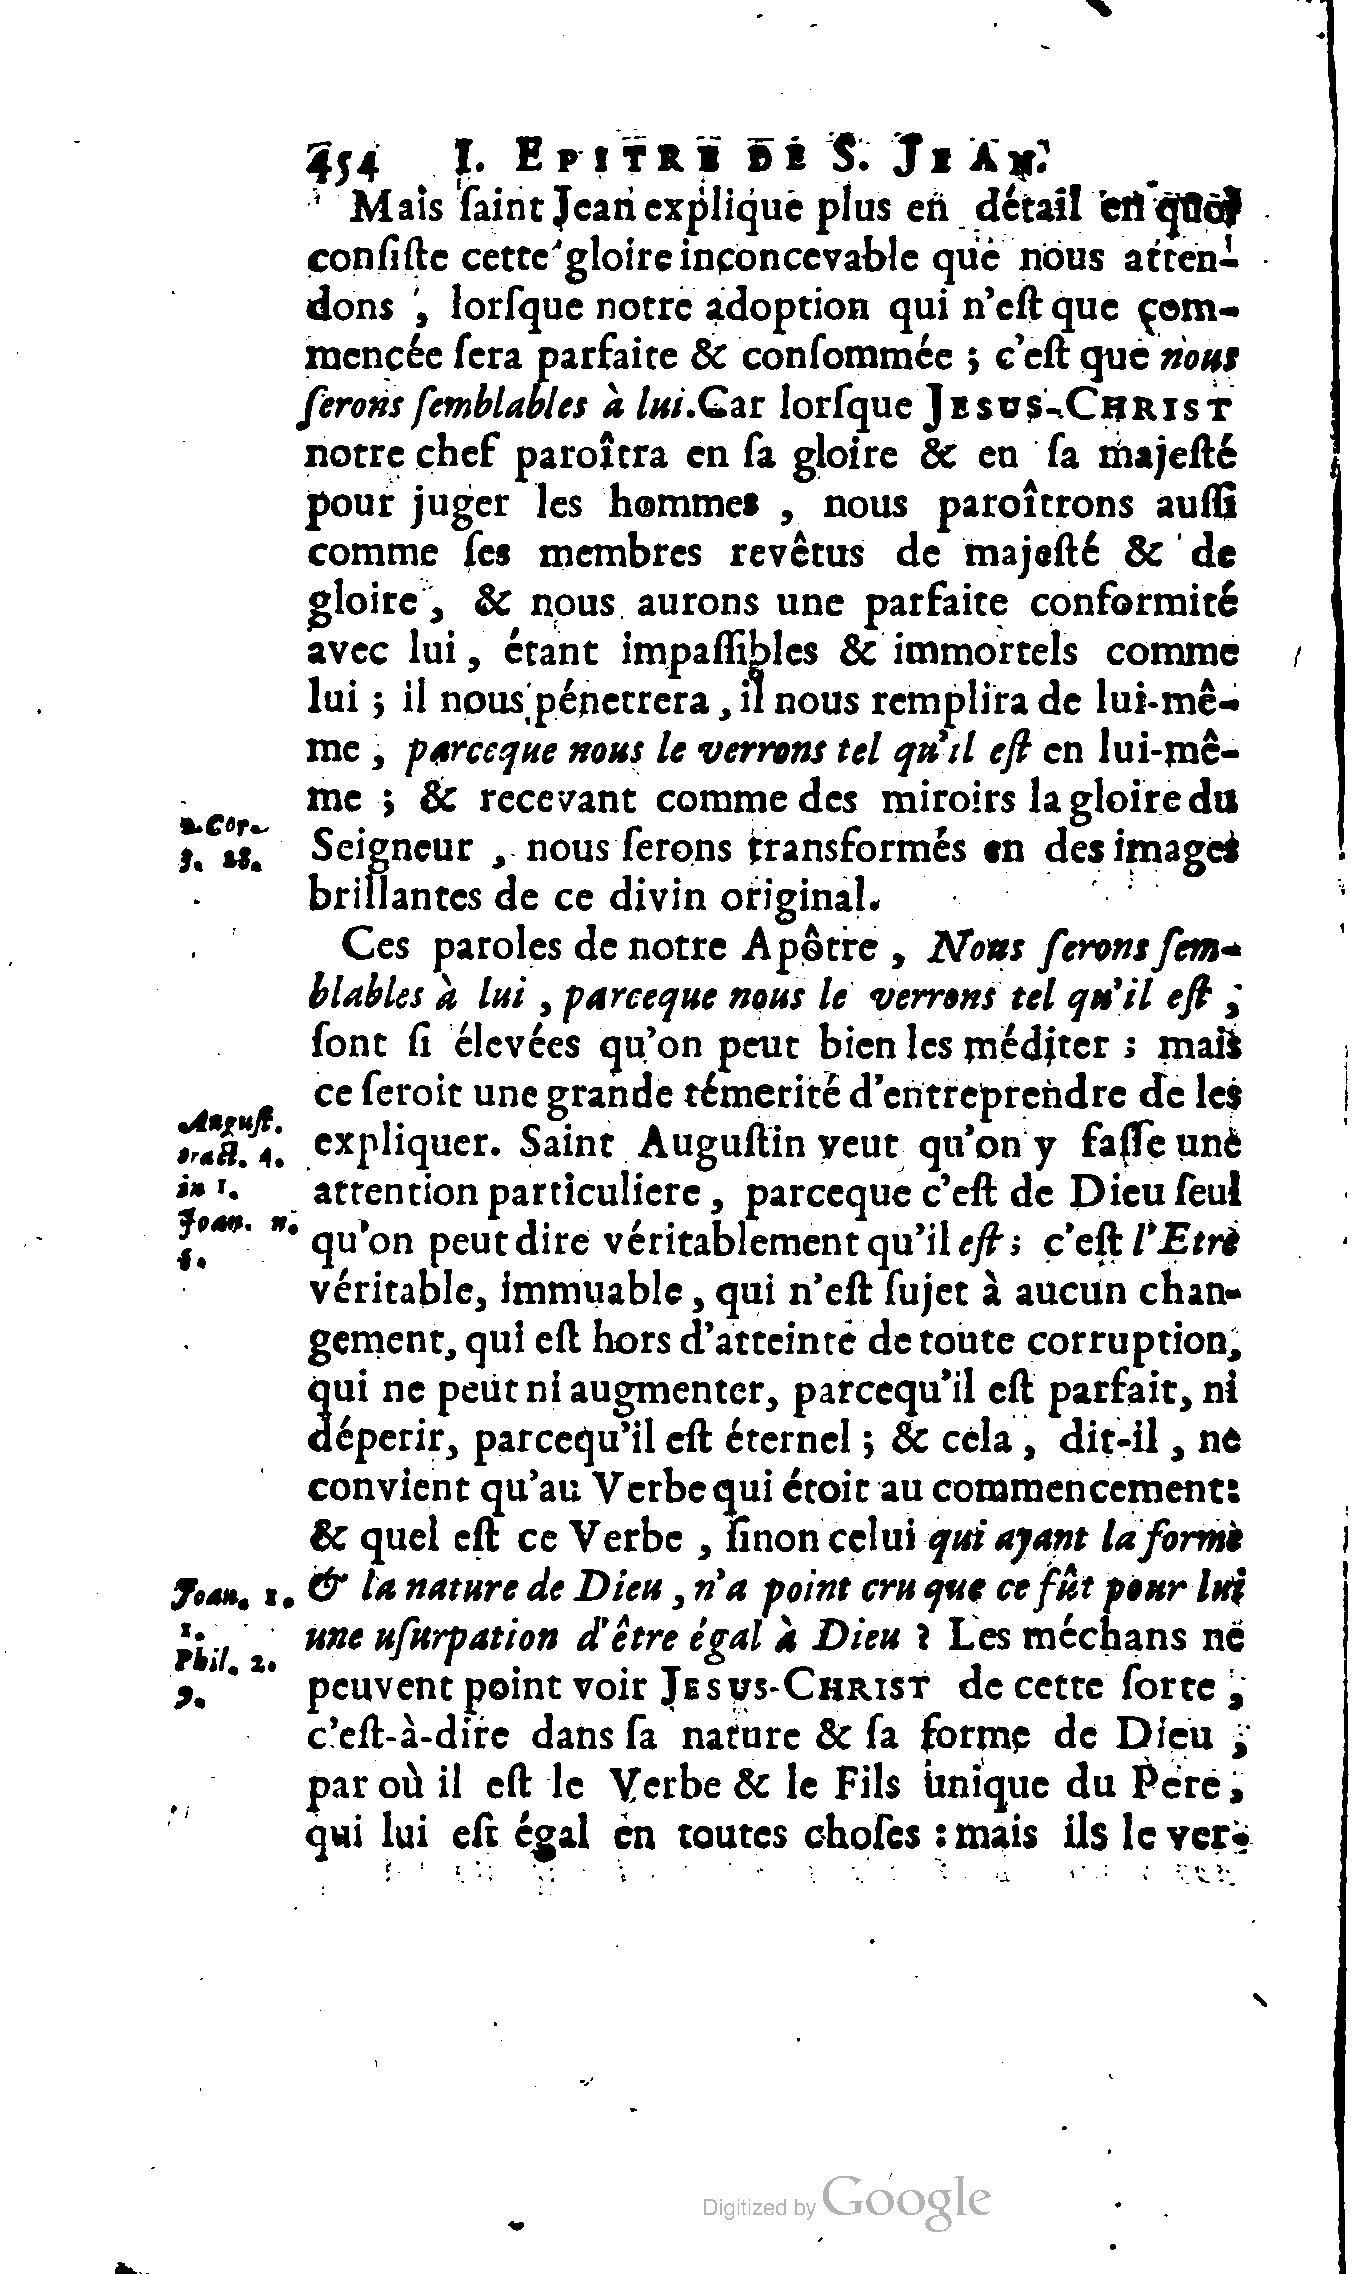 454 I. EPITRE DE S. JEAN.
Mais ſaint Jean explique plus en détail en quoi
conſiſte cette gloire inconcevable que nous atten-
dons , lorſque notre adoption qui n'eſt que com-
mencée ſera parfaite & conſommée ; c'eſt que nous
ſerons ſemblables à lui. Car lorſque JESUS-CHRIST
notre chef paroîtra en ſa gloire & en ſa majeſté
pour juger les hommes , nous paroîtrons auſſi
comme ſes membres revêtus de majeſté & de
gloire , & nous aurons une parfaite conformité
avec lui , étant impaſſibles & immortels comme
lui ; il nous pénetrera , il nous remplira de lui-mê-
me , parceque nous le verrons tel qu'il eſt en lui-mê-
me ; & recevant comme des miroirs la gloire du
2. Cor.
3. 18.
Seigneur , nous ſerons transformés en des images
brillantes de ce divin original.
Ces paroles de notre Apôtre , Nous ſerons ſem-
blables à lui , parceque nous le verrons tel qu'il eſt ,
ſont ſi élevées qu'on peut bien les méditer ; mais
ce ſeroit une grande témerité d'entreprendre de les
Auguſt.
tract. 4.
in 1.
Joan. n.
5.
expliquer. Saint Auguſtin veut qu'on y faſſe une
attention particuliere , parceque c'eſt de Dieu ſeul
qu'on peut dire véritablement qu'il eſt ; c'eſt l'Etre
véritable, immuable , qui n'eſt ſujet à aucun chan-
gement, qui eſt hors d'atteinte de toute corruption,
qui ne peut ni augmenter, parcequ'il eſt parfait, ni
déperir, parcequ'il eſt éternel ; & cela , dit-il , ne
convient qu'au Verbe qui étoit au commencement :
& quel eſt ce Verbe , ſinon celui qui ayant la forme
Joan. 1.
1.
Phil. 2.
9.
& la nature de Dieu , n'a point cru que ce fût pour lui
une uſurpation d'être égal à Dieu ? Les méchans ne
peuvent point voir JESUS-CHRIST de cette ſorte ,
c'eſt-à-dire dans ſa nature & ſa forme de Dieu ,
par où il eſt le Verbe & le Fils unique du Pere ,
qui lui eſt égal en toutes choſes : mais ils le ver-
Digitized by Google